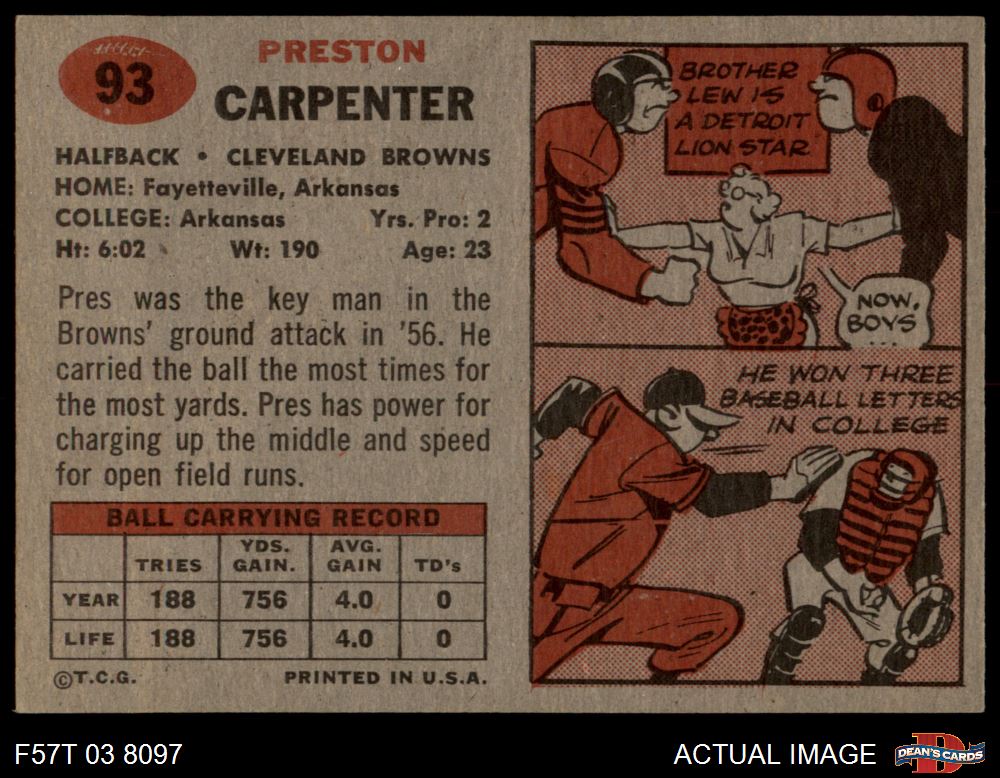 93
PRESTON
CARPENTER
HALFBACK • CLEVELAND BROWNS
HOME: Fayetteville, Arkansas
COLLEGE: Arkansas Yrs. Pro: 2
Ht: 6:02 Wt: 190 Age: 23
Pres was the key man in the
Browns' ground attack in '56. He
carried the ball the most times for
the most yards. Pres has power for
charging up the middle and speed
for open field runs.
BALL CARRYING RECORD
TRIES YDS. GAIN. AVG. GAIN TD's
YEAR 188 756 4.0 0
LIFE 188 756 4.0 0
©T.C.G. PRINTED IN U.S.A.
BROTHER
LEW IS
A DETROIT
LION STAR
NOW,
BOYS
...
HE WON THREE
BASEBALL LETTERS
IN COLLEGE
F57T 03 8097
ACTUAL IMAGE
D
DEAN'S CARDS